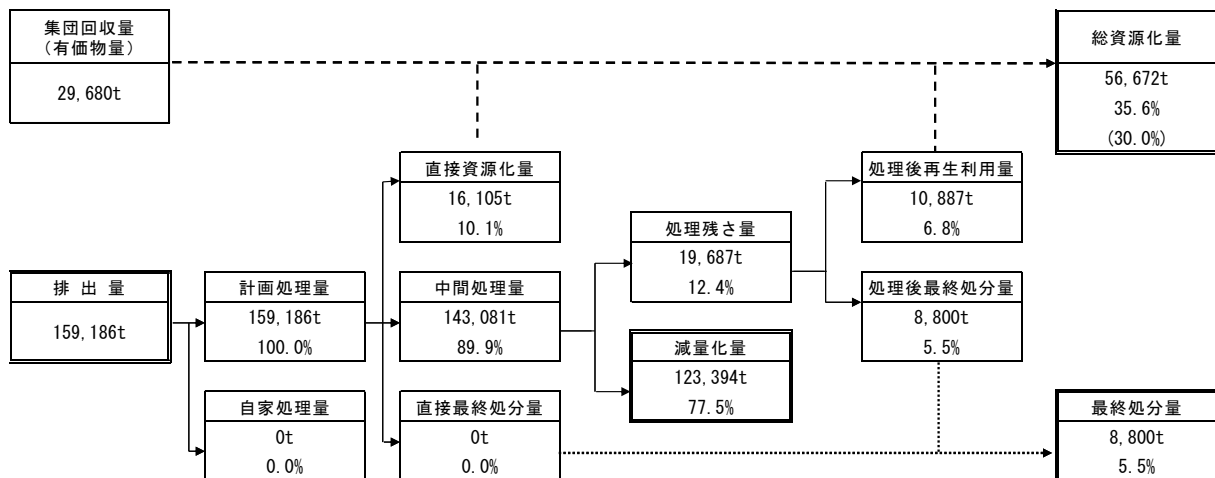 集団回収量
（有価物量）
29,680t
総資源化量
56,672t
35.6%
(30.0%)
直接資源化量
16,105t
10.1%
処理後再生利用量
10,887t
6.8%
処理残さ量
19,687t
12.4%
排出量
159,186t
計画処理量
159,186t
100.0%
中間処理量
143,081t
89.9%
処理後最終処分量
8,800t
5.5%
減量化量
123,394t
77.5%
自家処理量
0t
0.0%
直接最終処分量
0t
0.0%
最終処分量
8,800t
5.5%